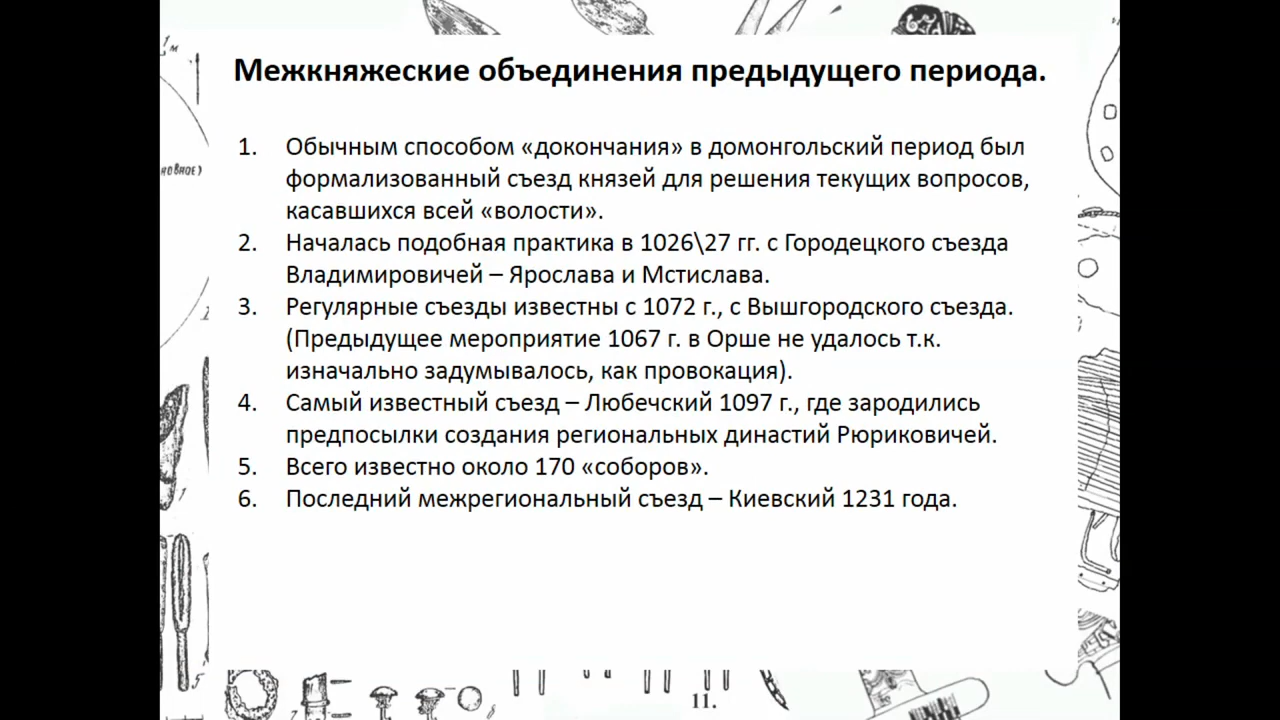 Межкняжеские объединения предыдущего периода.
1. Обычным способом «докончания» в домонгольский период был
формализованный съезд князей для решения текущих вопросов,
касавшихся всей «волости».
2. Началась подобная практика в 1026\27 гг. с Городецкого съезда
Владимировичей – Ярослава и Мстислава.
3. Регулярные съезды известны с 1072 г., с Вышгородского съезда.
(Предыдущее мероприятие 1067 г. в Орше не удалось т.к.
изначально задумывалось, как провокация).
4. Самый известный съезд – Любечский 1097 г., где зародились
предпосылки создания региональных династий Рюриковичей.
5. Всего известно около 170 «соборов».
6. Последний межрегиональный съезд – Киевский 1231 года.
11.